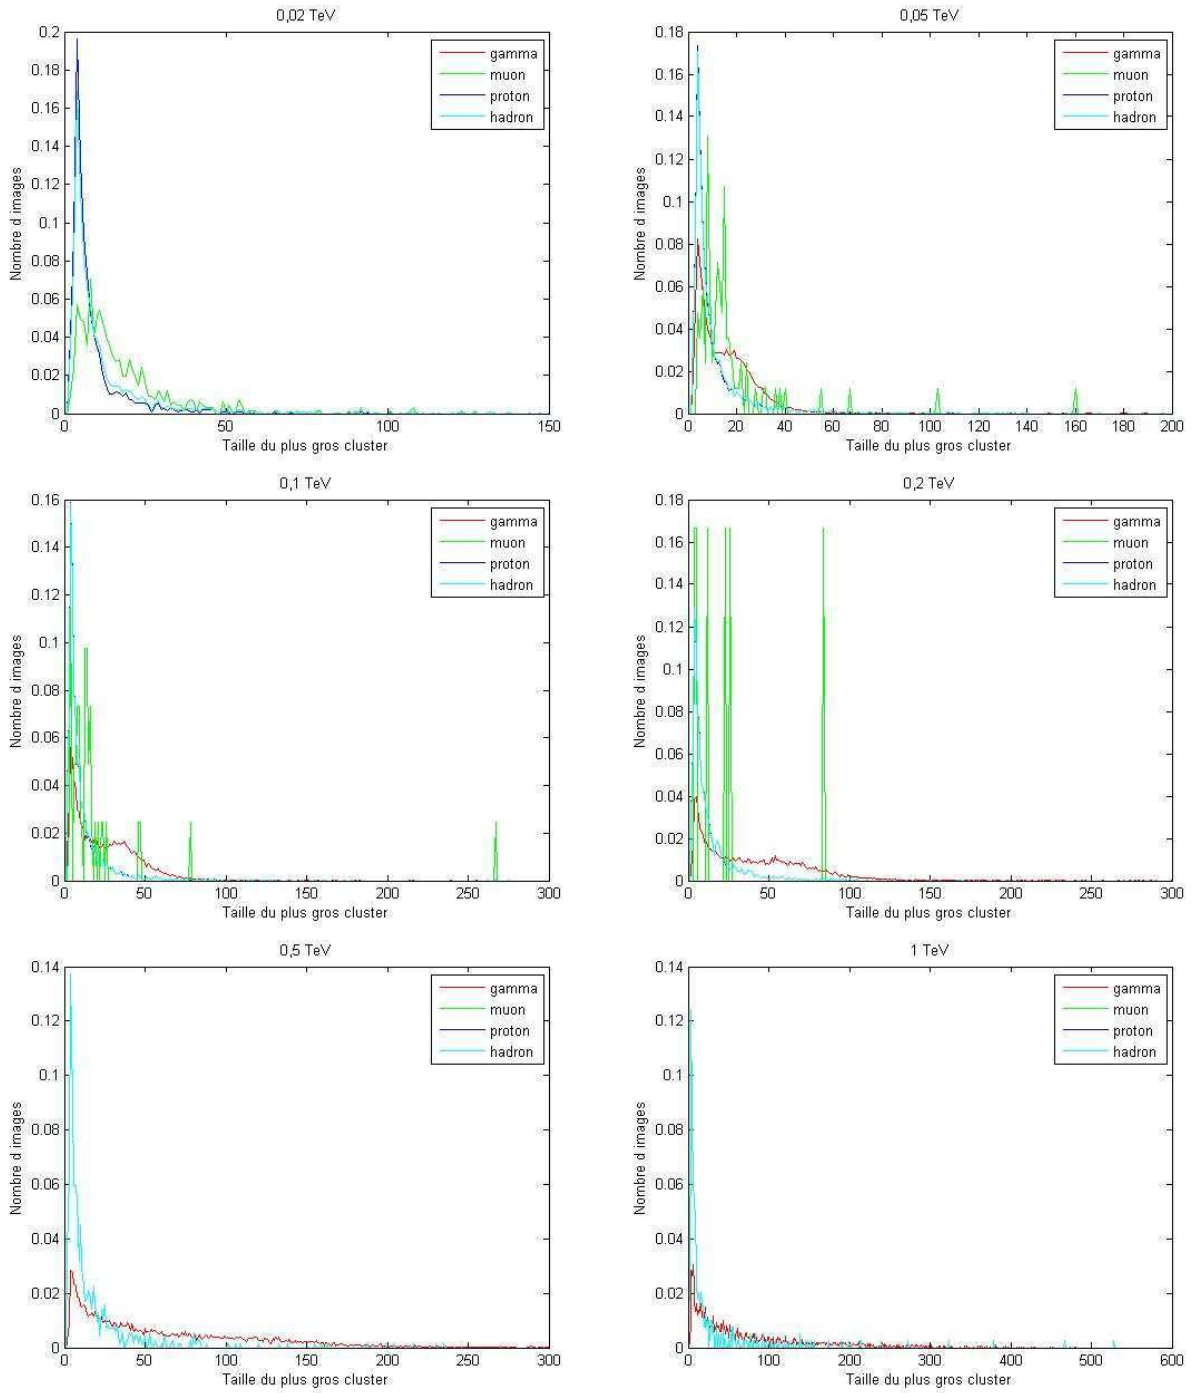 0,02 TeV
0.2
0.18
0.16
0.14
0.12
0.1
0.08
0.06
0.04
0.02
0
Nombre d images
gamma
muon
proton
hadron
0 50 100 150
Taille du plus gros cluster
0,05 TeV
0.18
0.16
0.14
0.12
0.1
0.08
0.06
0.04
0.02
0
Nombre d images
gamma
muon
proton
hadron
0 20 40 60 80 100 120 140 160 180 200
Taille du plus gros cluster
0,1 TeV
0.16
0.14
0.12
0.1
0.08
0.06
0.04
0.02
0
Nombre d images
gamma
muon
proton
hadron
0 50 100 150 200 250 300
Taille du plus gros cluster
0,2 TeV
0.18
0.16
0.14
0.12
0.1
0.08
0.06
0.04
0.02
0
Nombre d images
gamma
muon
proton
hadron
0 50 100 150 200 250 300
Taille du plus gros cluster
0,5 TeV
0.14
0.12
0.1
0.08
0.06
0.04
0.02
0
Nombre d images
gamma
muon
proton
hadron
0 50 100 150 200 250 300
Taille du plus gros cluster
1 TeV
0.14
0.12
0.1
0.08
0.06
0.04
0.02
0
Nombre d images
gamma
muon
proton
hadron
0 100 200 300 400 500 600
Taille du plus gros cluster